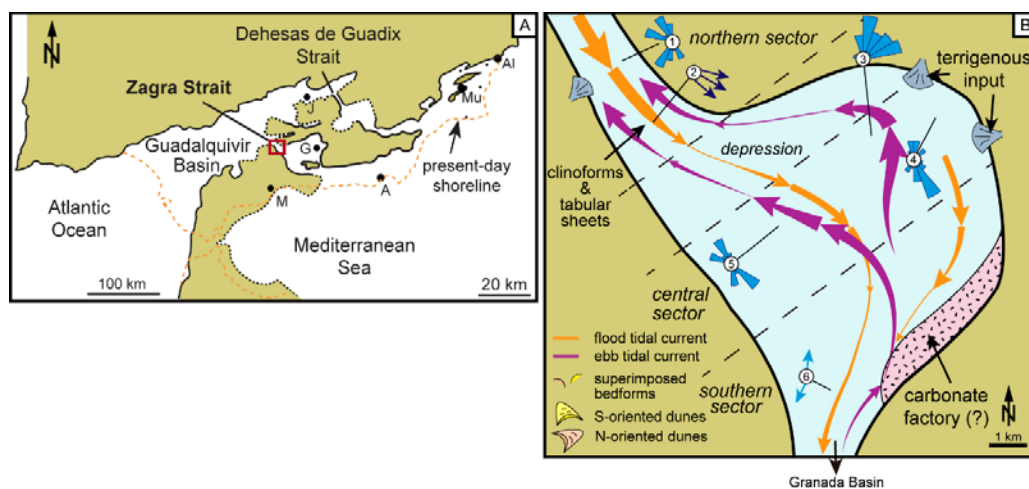 A
N
Dehesas de Guadix
Strait
Al
Zagra Strait
J
Mu
Guadalquivir
Basin
G
present-day
shoreline
A
M
Atlantic
Ocean
Mediterranean
Sea
100 km
20 km
B
1
northern sector
2
3
terrigenous
input
depression
4
clinoforms
&
tabular
sheets
5
central
sector
flood tidal current
ebb tidal current
superimposed
bedforms
6
southern
sector
S-oriented dunes
N-oriented dunes
carbonate
factory (?)
N
1 km
Granada Basin